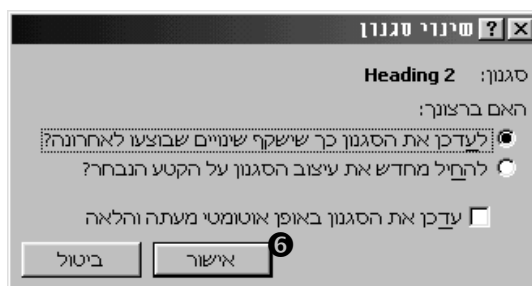 שינוי סגנון
סגנון: Heading 2
האם ברצונך:
לעדכן את הסגנון כך שישקף שינויים שבוצעו לאחרונה?
להחיל מחדש את עיצוב הסגנון על הקטע הנבחר?
עדכן את הסגנון באופן אוטומטי מעתה והלאה
6
אישור ביטול